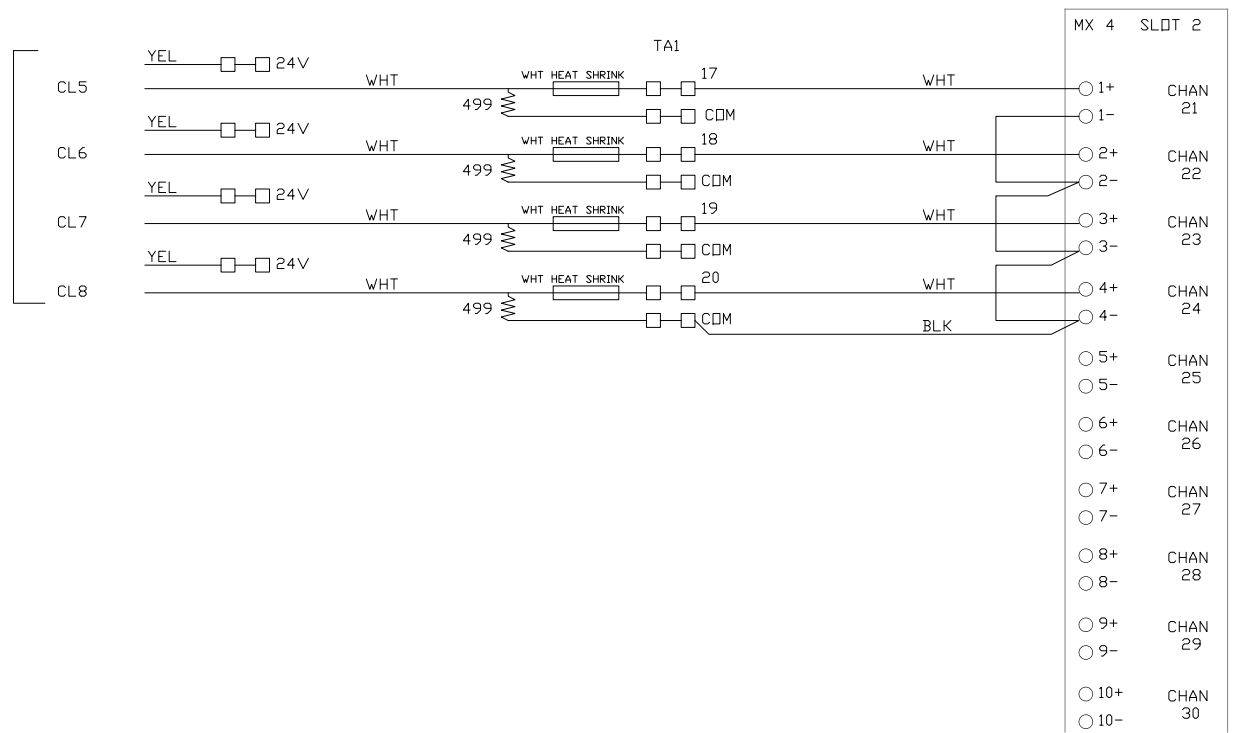 MX 4 SLOT 2
TA1
YEL 24V
CL5 WHT WHT HEAT SHRINK 17 WHT 1+ CHAN 21
499 COM 1-
YEL 24V
CL6 WHT WHT HEAT SHRINK 18 WHT 2+ CHAN 22
499 COM 2-
YEL 24V
CL7 WHT WHT HEAT SHRINK 19 WHT 3+ CHAN 23
499 COM 3-
YEL 24V
CL8 WHT WHT HEAT SHRINK 20 WHT 4+ CHAN 24
499 COM BLK 4-
5+ CHAN 25
5-
6+ CHAN 26
6-
7+ CHAN 27
7-
8+ CHAN 28
8-
9+ CHAN 29
9-
10+ CHAN 30
10-